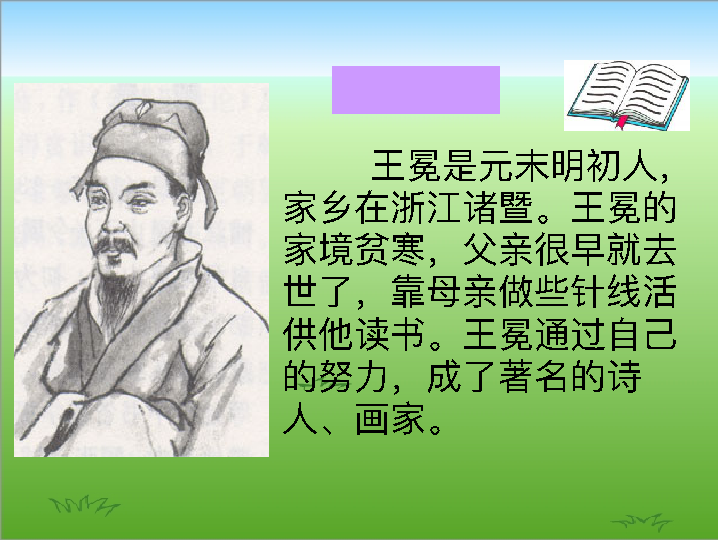 王冕是元末明初人，
家乡在浙江诸暨。王冕的
家境贫寒，父亲很早就去
世了，靠母亲做些针线活
供他读书。王冕通过自己
的努力，成了著名的诗
人、画家。